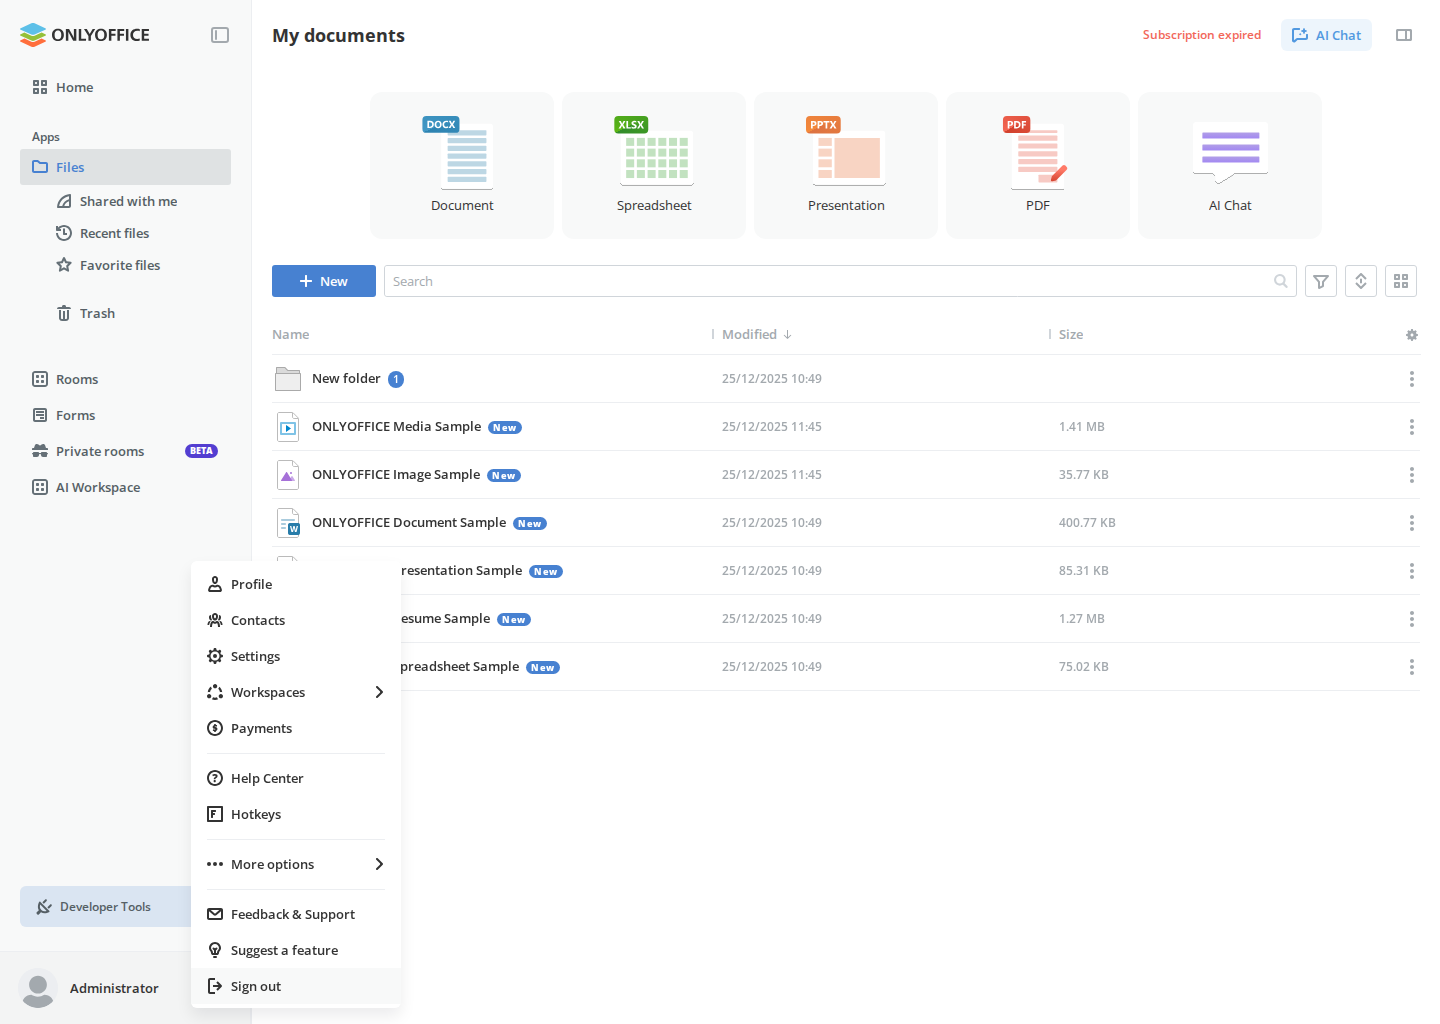 ONLYOFFICE
Home
Apps
Files
Shared with me
Recent files
Favorite files
Trash
Rooms
Forms
Private rooms BETA
AI Workspace
Developer Tools
Administrator
My documents
Subscription expired
AI Chat
DOCX
Document
XLSX
Spreadsheet
PPTX
Presentation
PDF
PDF
AI Chat
New
Search
Name Modified Size
New folder 1 25/12/2025 10:49
ONLYOFFICE Media Sample New 25/12/2025 11:45 1.41 MB
ONLYOFFICE Image Sample New 25/12/2025 11:45 35.77 KB
W
ONLYOFFICE Document Sample New 25/12/2025 10:49 400.77 KB
resentation Sample New 25/12/2025 10:49 85.31 KB
esume Sample New 25/12/2025 10:49 1.27 MB
preadsheet Sample New 25/12/2025 10:49 75.02 KB
Profile
Contacts
Settings
Workspaces
Payments
Help Center
Hotkeys
More options
Feedback & Support
Suggest a feature
Sign out